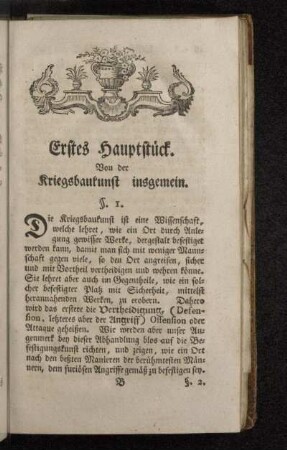 Erstes Hauptstück.
Von der
Kriegsbaukunst insgemein.
§. 1.
Die Kriegsbaukunst ist eine Wissenschaft,
welche lehret, wie ein Ort durch Anle-
gung gewisser Werke, dergestalt befestiget
werden kann, damit man sich mit weniger Mann-
schaft gegen viele, so den Ort angreifen, sicher
und mit Vortheil vertheidigen und wehren könne.
Sie lehret aber auch im Gegentheile, wie ein sol-
cher befestigter Platz mit Sicherheit, mittelst
herannahenden Werken, zu erobern. Dahero
wird das erstere die Vertheidigung, (Defen-
sion, letzteres aber der Angriff) Offension oder
Attaque geheißen. Wir werden aber unser An-
genmerk bey dieser Abhandlung blos auf die Be-
festigungskunst richten, und zeigen, wie ein Ort
nach den beßten Manieren der berühmtesten Män-
nern, dem furiösen Angriffe gemäß zu befestigen sey.
B §. 2.